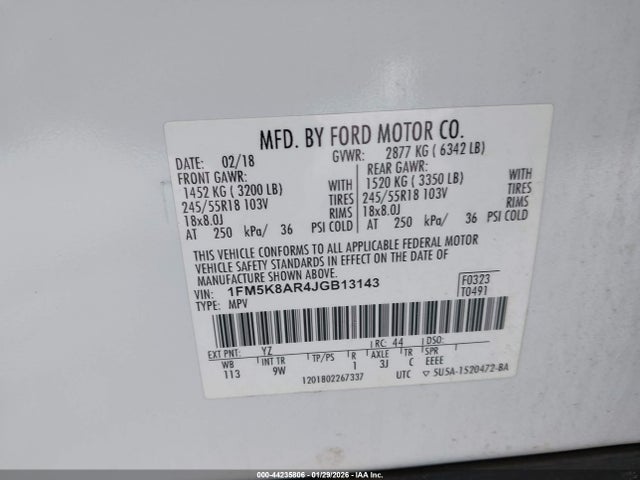 MFD. BY FORD MOTOR CO.
DATE: 02/18 GVWR: 2877 KG ( 6342 LB)
FRONT GAWR: REAR GAWR:
1452 KG ( 3200 LB) WITH 1520 KG ( 3350 LB) WITH
245/55R18 103V TIRES 245/55R18 103V TIRES
18x8.0J RIMS 18x8.0J RIMS
AT 250 kPa/ 36 PSI COLD AT 250 kPa/ 36 PSI COLD
THIS VEHICLE CONFORMS TO ALL APPLICABLE FEDERAL MOTOR
VEHICLE SAFETY STANDARDS IN EFFECT ON THE DATE OF
MANUFACTURE SHOWN ABOVE.
VIN: 1FM5K8AR4JGB13143 F0323
TYPE: MPV T0491
EXT PNT: YZ RC: 44 DSO:
WB INT TR TP/PS R AXLE TR SPR
113 9W 1 3J C EEEE
1201802267337 UTC ▽ 5USA-1520472-BA
000-44235806 - 01/29/2026 - IAA Inc.